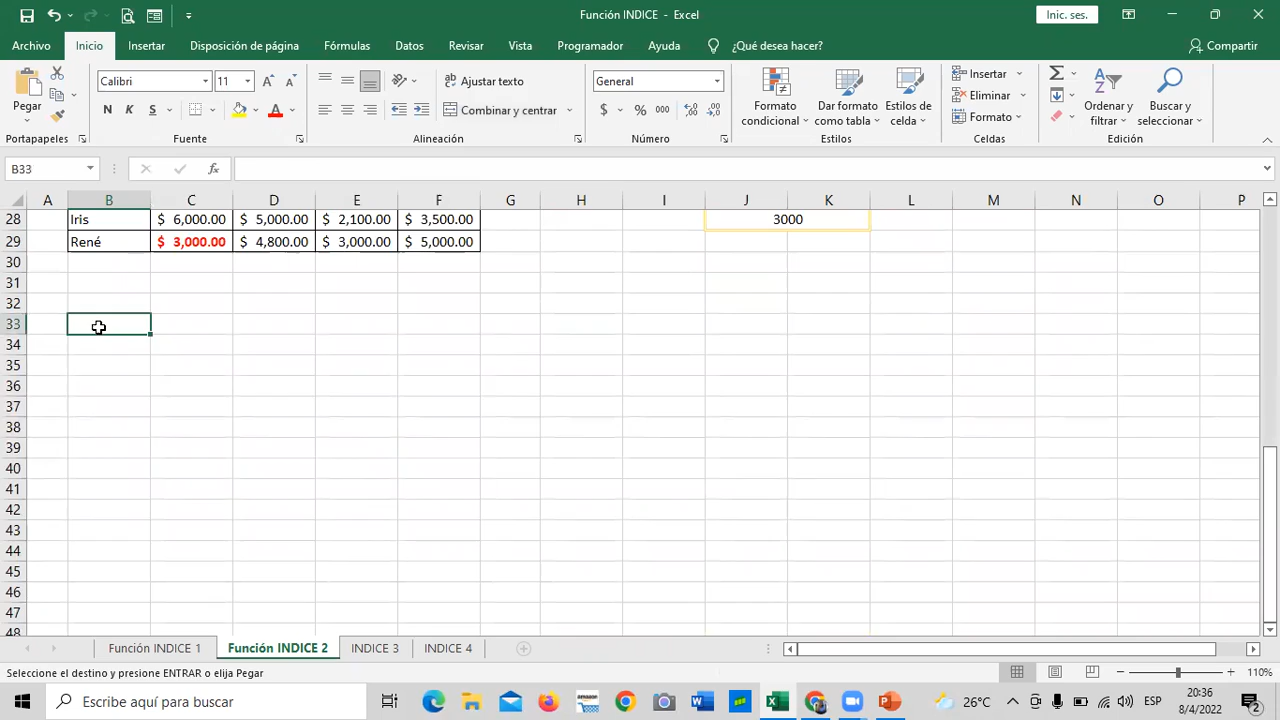 Función INDICE - Excel
Inic. ses.
Archivo Inicio Insertar Disposición de página Fórmulas Datos Revisar Vista Programador Ayuda ¿Qué desea hacer? Compartir
Pegar
Calibri 11
N K S
Ajustar texto
Combinar y centrar
General
$ % 000
Formato condicional
Dar formato como tabla
Estilos de celda
Insertar
Eliminar
Formato
Ordenar y filtrar
Buscar y seleccionar
Portapapeles Fuente Alineación Número Estilos Celdas Edición
B33 fx
A B C D E F G H I J K L M N O P
28 Iris $ 6,000.00 $ 5,000.00 $ 2,100.00 $ 3,500.00 3000
29 René $ 3,000.00 $ 4,800.00 $ 3,000.00 $ 5,000.00
30
31
32
33
34
35
36
37
38
39
40
41
42
43
44
45
46
47
48
Función INDICE 1 Función INDICE 2 INDICE 3 INDICE 4
Seleccione el destino y presione ENTRAR o elija Pegar 110%
Escribe aquí para buscar 26°C ESP 20:36
8/4/2022 2